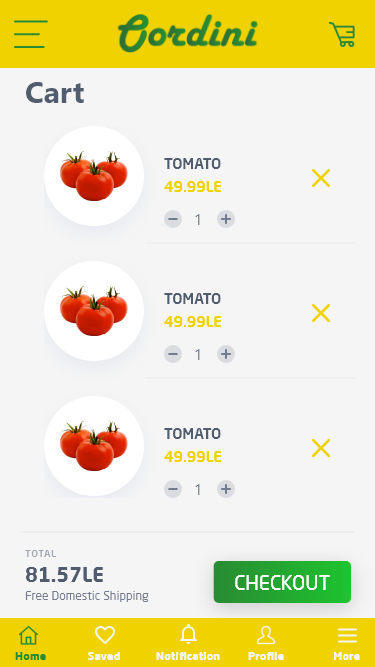 Cordini
Cart
TOMATO
49.99LE
1
TOMATO
49.99LE
1
TOMATO
49.99LE
1
TOTAL
81.57LE
Free Domestic Shipping
CHECKOUT
Home Saved Notification Profile More